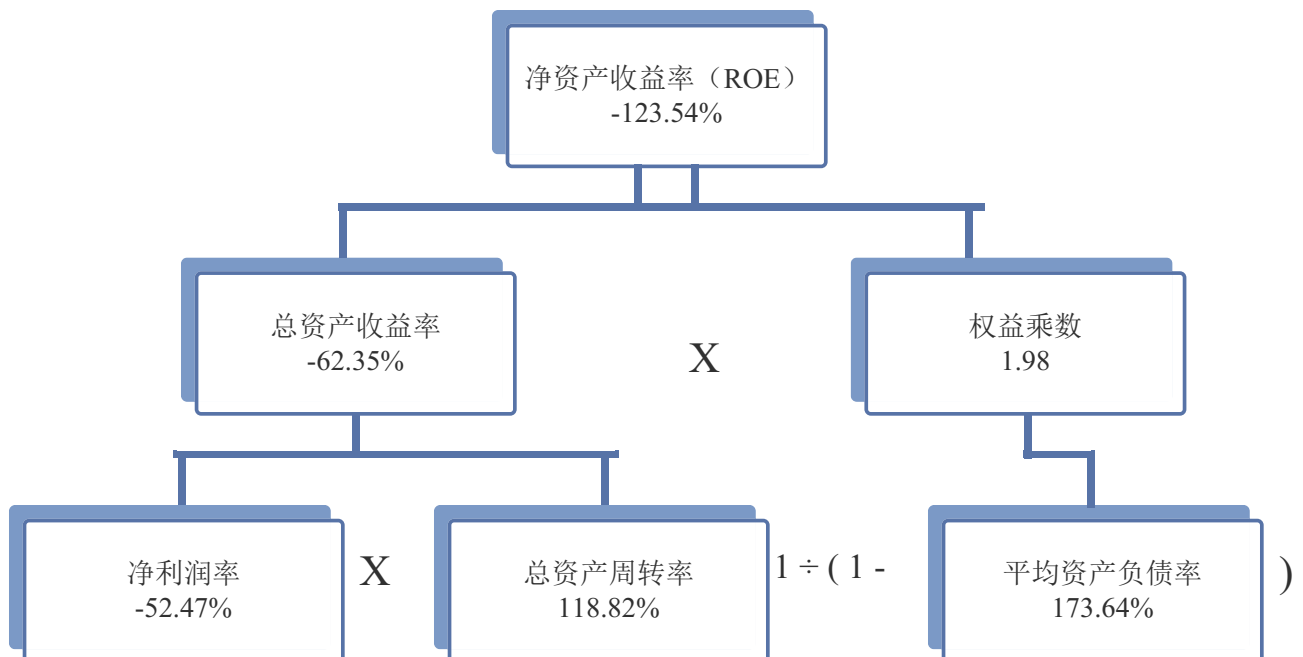 净资产收益率（ROE）
-123.54%
总资产收益率
-62.35%
X
权益乘数
1.98
净利润率
-52.47%
X
总资产周转率
118.82%
1 ÷ ( 1 -
平均资产负债率
173.64%
)